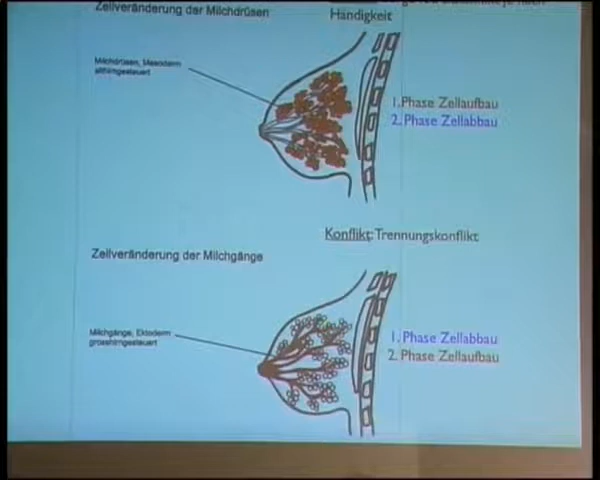 Zellveränderung der Milchdrüsen
Händigkeit
Milchdrüsen, Mesoderm
althirngesteuert
1. Phase Zellaufbau
2. Phase Zellabbau
Konflikt: Trennungskonflikt
Zellveränderung der Milchgänge
Milchgänge, Ektoderm
grosshirngesteuert
1. Phase Zellabbau
2. Phase Zellaufbau